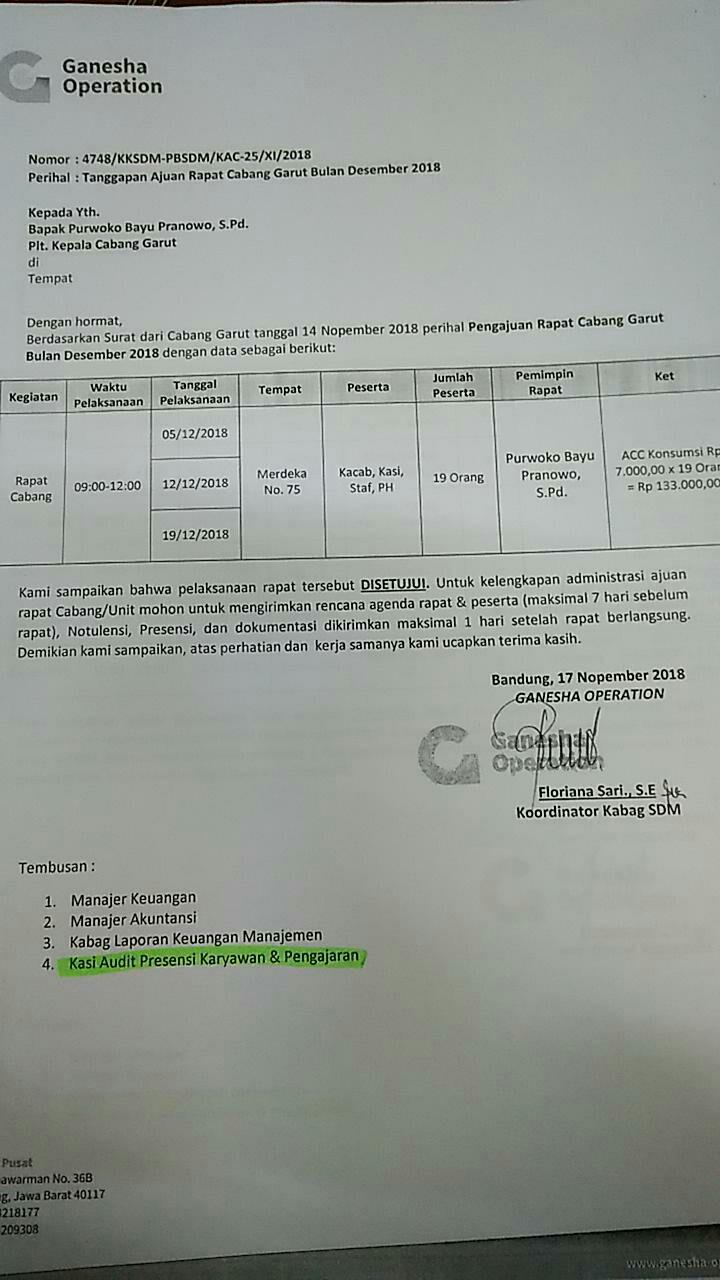 Ganesha
Operation
Nomor : 4748/KKSDM-PBSDM/KAC-25/XI/2018
Perihal : Tanggapan Ajuan Rapat Cabang Garut Bulan Desember 2018
Kepada Yth.
Bapak Purwoko Bayu Pranowo, S.Pd.
Plt. Kepala Cabang Garut
di
Tempat
Dengan hormat,
Berdasarkan Surat dari Cabang Garut tanggal 14 Nopember 2018 perihal Pengajuan Rapat Cabang Garut
Bulan Desember 2018 dengan data sebagai berikut:
Kegiatan
Waktu
Pelaksanaan
Tanggal
Pelaksanaan
Tempat
Peserta
Jumlah
Peserta
Pemimpin
Rapat
Ket
Rapat
Cabang
09:00-12:00
05/12/2018
12/12/2018
19/12/2018
Merdeka
No. 75
Kacab, Kasi,
Staf, PH
19 Orang
Purwoko Bayu
Pranowo,
S.Pd.
ACC Konsumsi Rp
7.000,00 x 19 Oran
= Rp 133.000,00
Kami sampaikan bahwa pelaksanaan rapat tersebut DISETUJUI. Untuk kelengkapan administrasi ajuan
rapat Cabang/Unit mohon untuk mengirimkan rencana agenda rapat & peserta (maksimal 7 hari sebelum
rapat), Notulensi, Presensi, dan dokumentasi dikirimkan maksimal 1 hari setelah rapat berlangsung.
Demikian kami sampaikan, atas perhatian dan kerja samanya kami ucapkan terima kasih.
Bandung, 17 Nopember 2018
GANESHA OPERATION
Ganesha
Operation
Floriana Sari., S.E
Koordinator Kabag SDM
Tembusan :
1. Manajer Keuangan
2. Manajer Akuntansi
3. Kabag Laporan Keuangan Manajemen
4. Kasi Audit Presensi Karyawan & Pengajaran
Pusat
awarman No. 36B
g, Jawa Barat 40117
218177
209308
www.ganesha-o